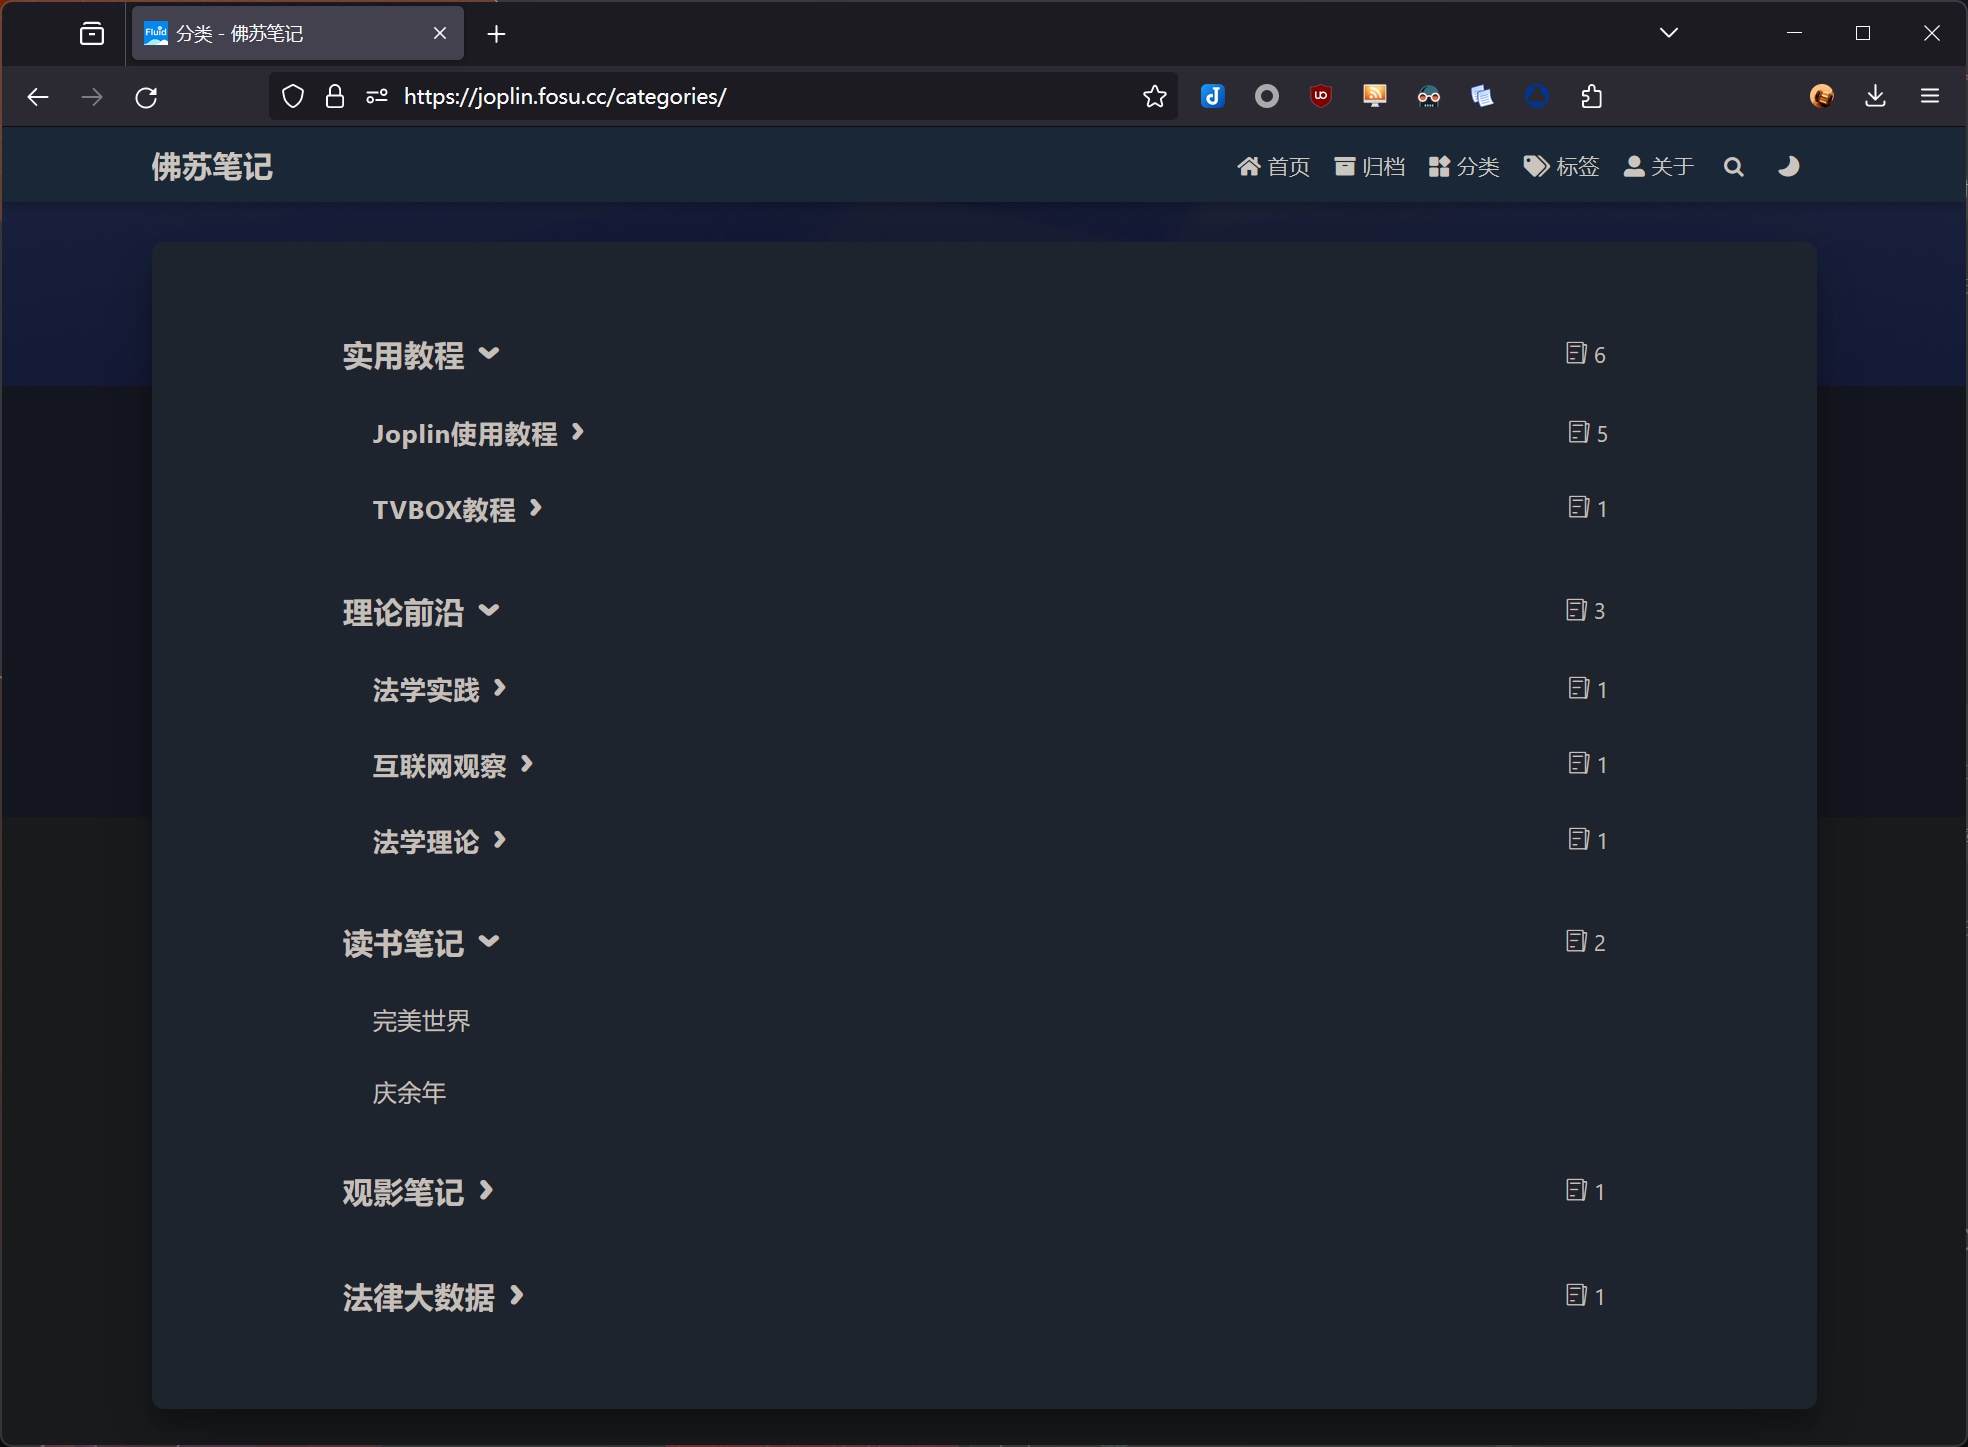 Fluid 分类 - 佛苏笔记
https://joplin.fosu.cc/categories/
佛苏笔记 首页 归档 分类 标签 关于
实用教程 6
Joplin使用教程 5
TVBOX教程 1
理论前沿 3
法学实践 1
互联网观察 1
法学理论 1
读书笔记 2
完美世界
庆余年
观影笔记 1
法律大数据 1